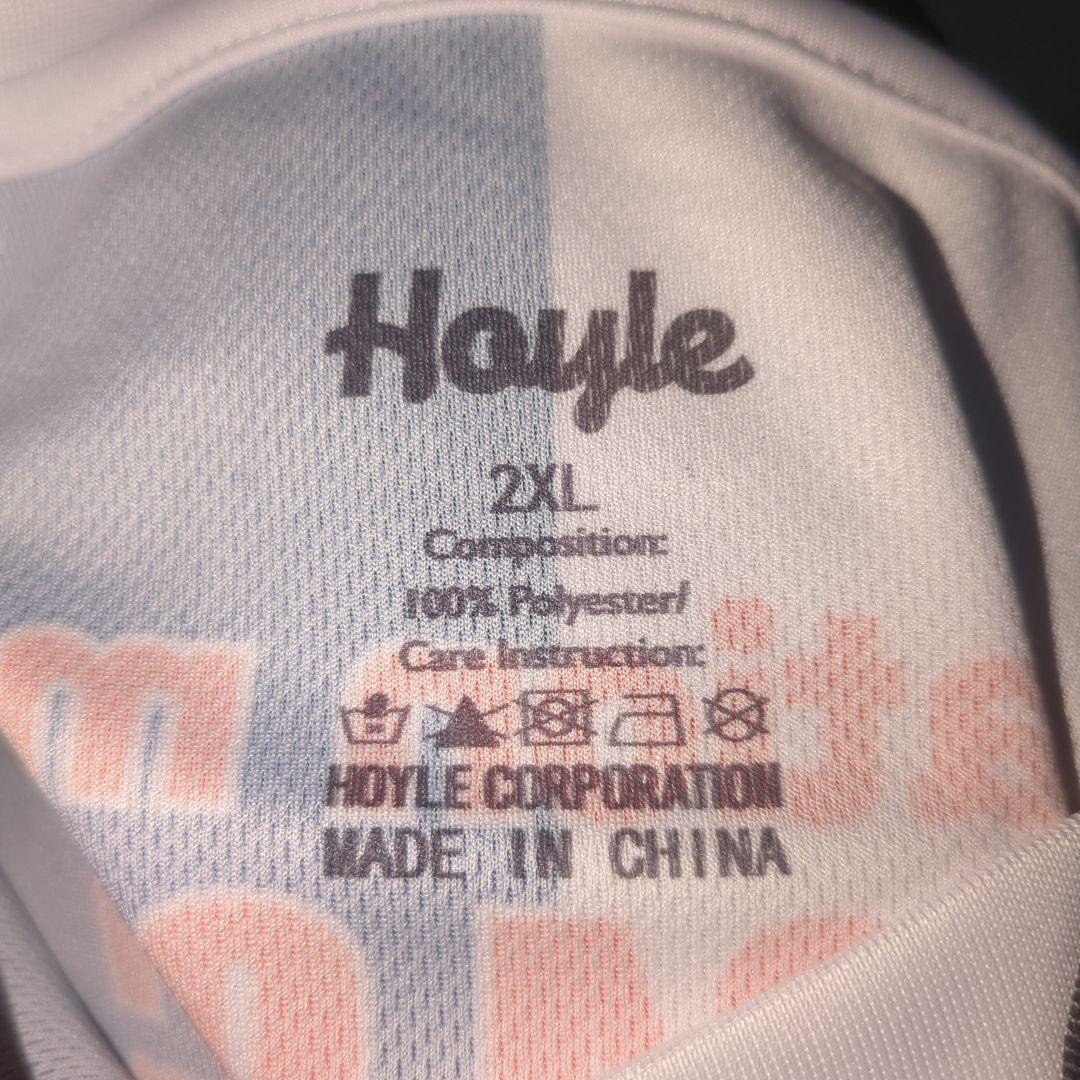 Hoyle
2XL
Composition:
100% Polyester/
Care Instruction:
HOYLE CORPORATION
MADE IN CHINA